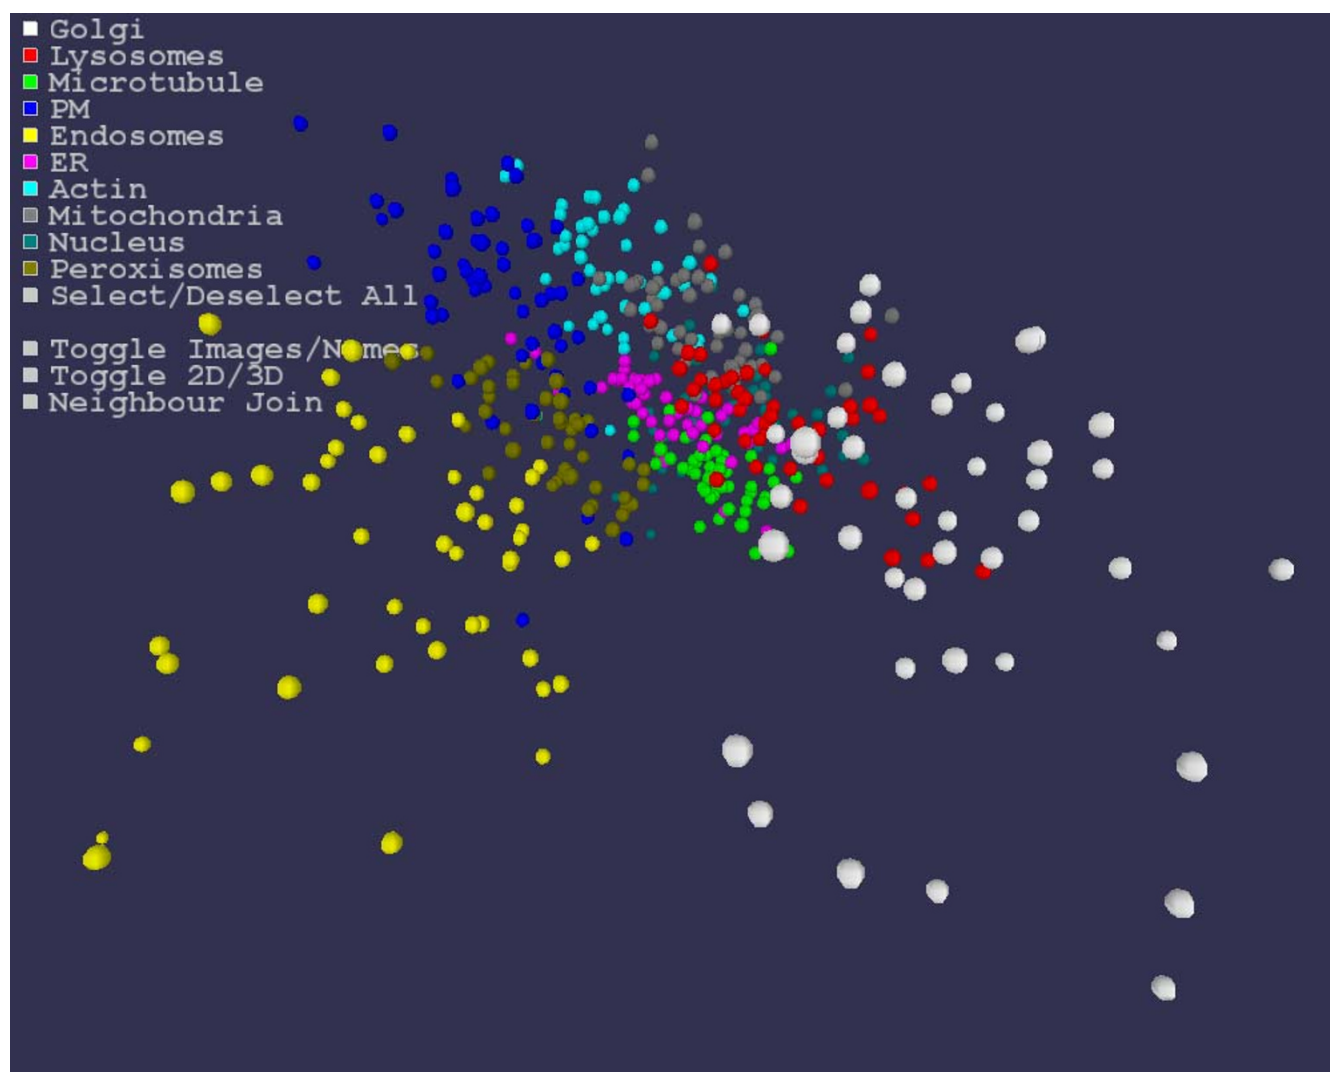 Golgi
Lysosomes
Microtubule
PM
Endosomes
ER
Actin
Mitochondria
Nucleus
Peroxisomes
Select/Deselect All
Toggle Images/Names
Toggle 2D/3D
Neighbour Join